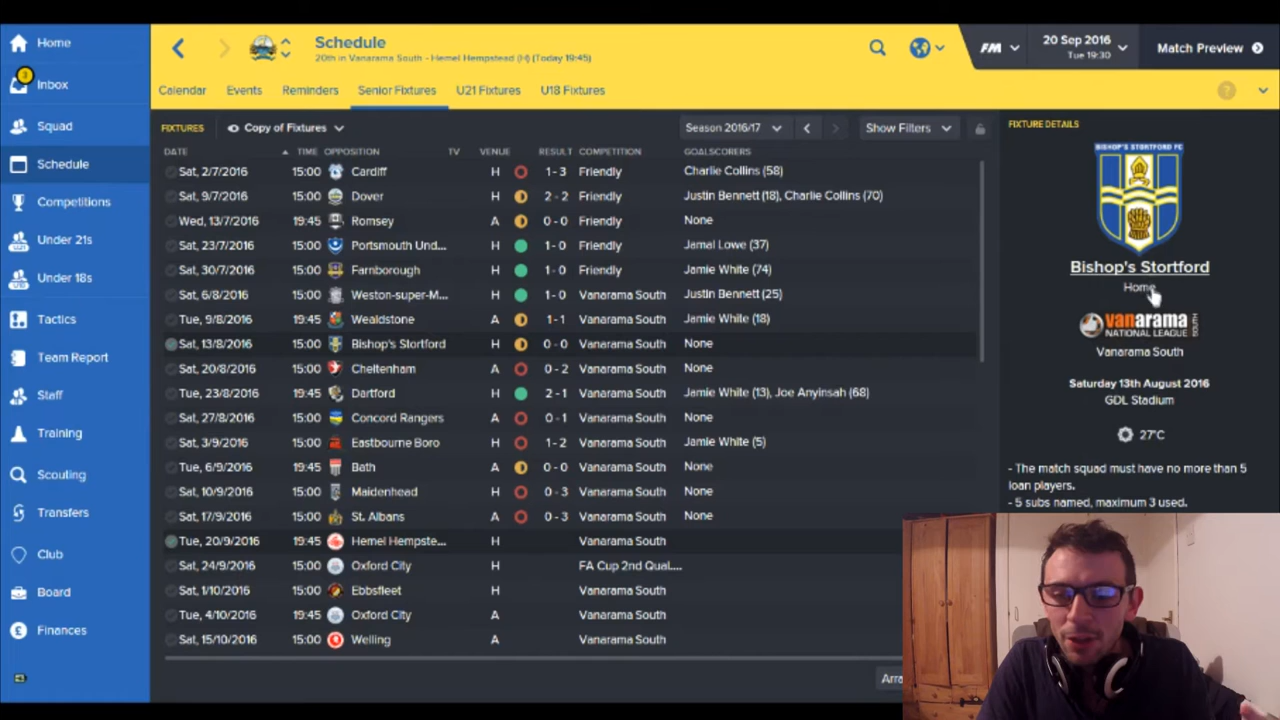 Home
3
Inbox
Squad
Schedule
Competitions
Under 21s
Under 18s
Tactics
Team Report
Staff
Training
Scouting
Transfers
Club
Board
Finances
Schedule
20th in Vanarama South - Hemel Hempstead (H) (Today 19:45)
FM
20 Sep 2016
Tue 19:30
Match Preview
Calendar Events Reminders Senior Fixtures U21 Fixtures U18 Fixtures ?
FIXTURES Copy of Fixtures Season 2016/17 Show Filters
DATE TIME OPPOSITION TV VENUE RESULT COMPETITION GOALSCORERS
Sat, 2/7/2016 15:00 Cardiff H 1 - 3 Friendly Charlie Collins (58)
Sat, 9/7/2016 15:00 Dover H 2 - 2 Friendly Justin Bennett (18), Charlie Collins (70)
Wed, 13/7/2016 19:45 Romsey A 0 - 0 Friendly None
Sat, 23/7/2016 15:00 Portsmouth Und... H 1 - 0 Friendly Jamal Lowe (37)
Sat, 30/7/2016 15:00 Farnborough H 1 - 0 Friendly Jamie White (74)
Sat, 6/8/2016 15:00 Weston-super-M... H 1 - 0 Vanarama South Justin Bennett (25)
Tue, 9/8/2016 19:45 Wealdstone A 1 - 1 Vanarama South Jamie White (18)
Sat, 13/8/2016 15:00 Bishop's Stortford H 0 - 0 Vanarama South None
Sat, 20/8/2016 15:00 Cheltenham A 0 - 2 Vanarama South None
Tue, 23/8/2016 19:45 Dartford H 2 - 1 Vanarama South Jamie White (13), Joe Anyinsah (68)
Sat, 27/8/2016 15:00 Concord Rangers A 0 - 1 Vanarama South None
Sat, 3/9/2016 15:00 Eastbourne Boro H 1 - 2 Vanarama South Jamie White (5)
Tue, 6/9/2016 19:45 Bath A 0 - 0 Vanarama South None
Sat, 10/9/2016 15:00 Maidenhead A 0 - 3 Vanarama South None
Sat, 17/9/2016 15:00 St. Albans A 0 - 3 Vanarama South None
Tue, 20/9/2016 19:45 Hemel Hempste... H Vanarama South
Sat, 24/9/2016 15:00 Oxford City H FA Cup 2nd Qual....
Sat, 1/10/2016 15:00 Ebbsfleet H Vanarama South
Tue, 4/10/2016 19:45 Oxford City A Vanarama South
Sat, 15/10/2016 15:00 Welling A Vanarama South
Arra
FIXTURE DETAILS
BISHOP'S STORTFORD FC
Bishop's Stortford
Home
vanarama
NATIONAL LEAGUE SOUTH
Vanarama South
Saturday 13th August 2016
GDL Stadium
27°C
- The match squad must have no more than 5
loan players.
- 5 subs named, maximum 3 used.